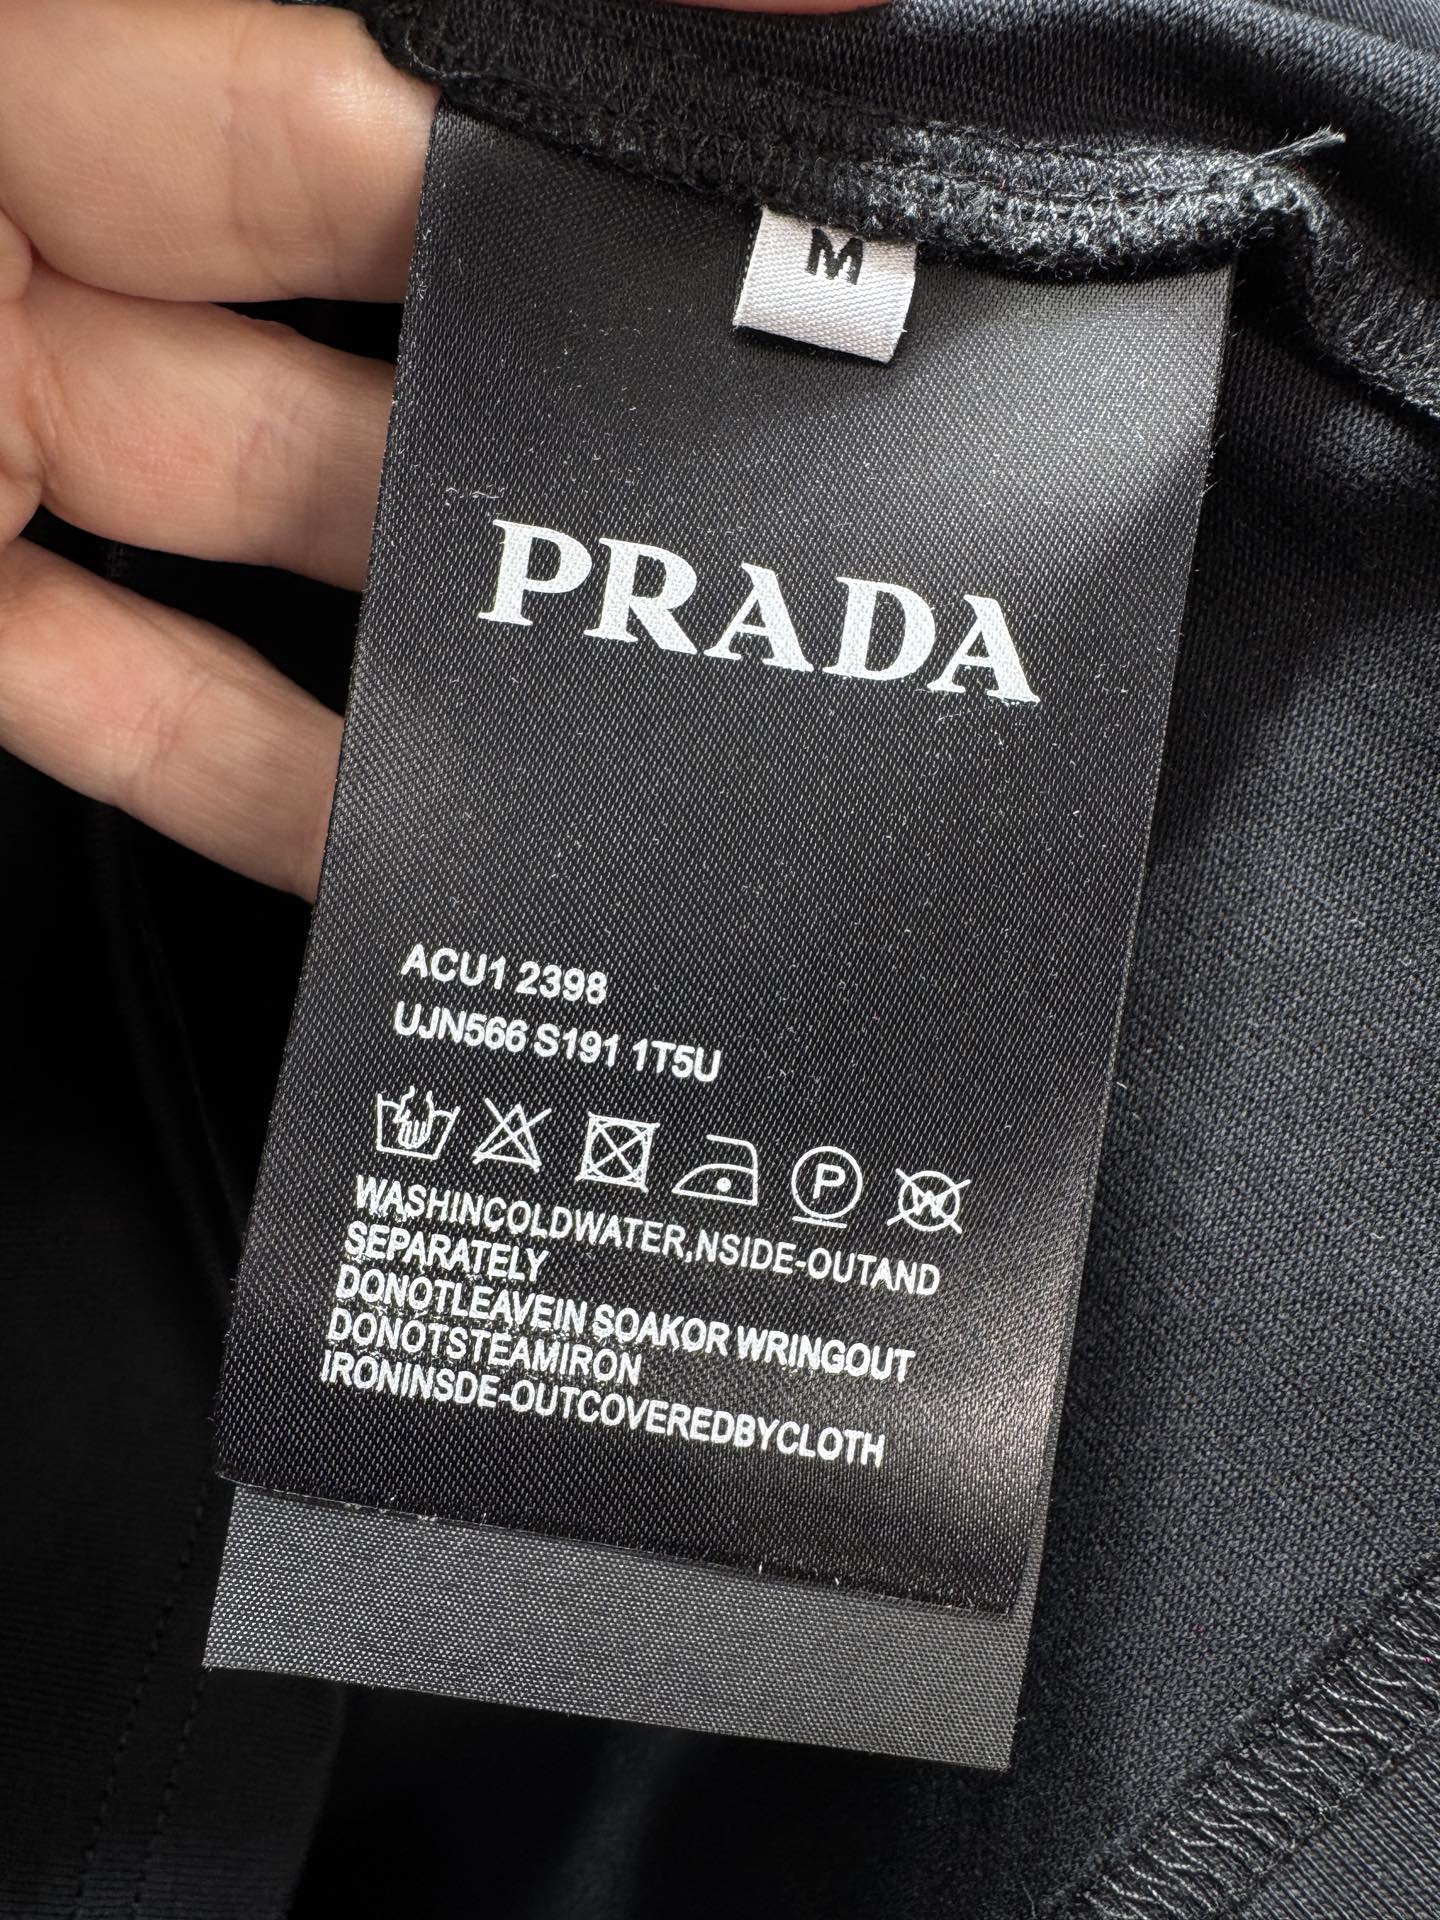 M
PRADA
ACU1 2398
UJN566 S191 1T5U
P
W
WASHINCOLDWATER,NSIDE-OUTAND
SEPARATELY
DONOTLEAVEIN SOAKOR WRINGOUT
DONOTSTEAMIRON
IRONINSDE-OUTCOVEREDBYCLOTH